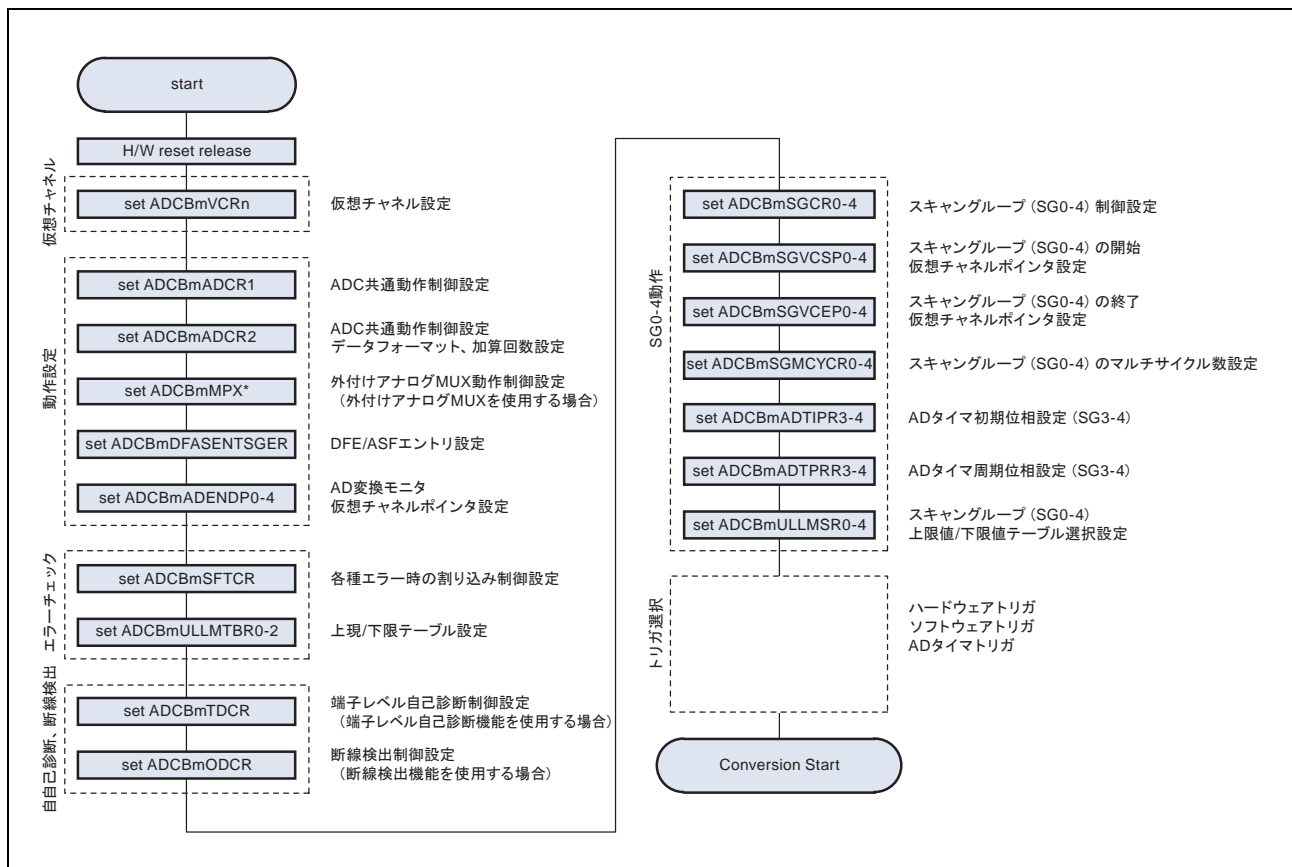 start
H/W reset release
仮想チャネル
set ADCBmVCRn
仮想チャネル設定
動作設定
set ADCBmADCR1
ADC共通動作制御設定
set ADCBmADCR2
ADC共通動作制御設定
データフォーマット、加算回数設定
set ADCBmMPX*
外付けアナログMUX動作制御設定
（外付けアナログMUXを使用する場合）
set ADCBmDFASENTSGER
DFE/ASFエントリ設定
set ADCBmADENDP0-4
AD変換モニタ
仮想チャネルポインタ設定
エラーチェック
set ADCBmSFTCR
各種エラー時の割り込み制御設定
set ADCBmULLMTBR0-2
上現/下限テーブル設定
自自己診断、断線検出
set ADCBmTDCR
端子レベル自己診断制御設定
（端子レベル自己診断機能を使用する場合）
set ADCBmODCR
断線検出制御設定
（断線検出機能を使用する場合）
SG0-4動作
set ADCBmSGCR0-4
スキャングループ（SG0-4）制御設定
set ADCBmSGVCSP0-4
スキャングループ（SG0-4）の開始
仮想チャネルポインタ設定
set ADCBmSGVCEP0-4
スキャングループ（SG0-4）の終了
仮想チャネルポインタ設定
set ADCBmSGMCYCR0-4
スキャングループ（SG0-4）のマルチサイクル数設定
set ADCBmADTIPR3-4
ADタイマ初期位相設定（SG3-4）
set ADCBmADTPRR3-4
ADタイマ周期位相設定（SG3-4）
set ADCBmULLMSR0-4
スキャングループ（SG0-4）
上限値/下限値テーブル選択設定
トリガ選択
ハードウェアトリガ
ソフトウェアトリガ
ADタイマトリガ
Conversion Start